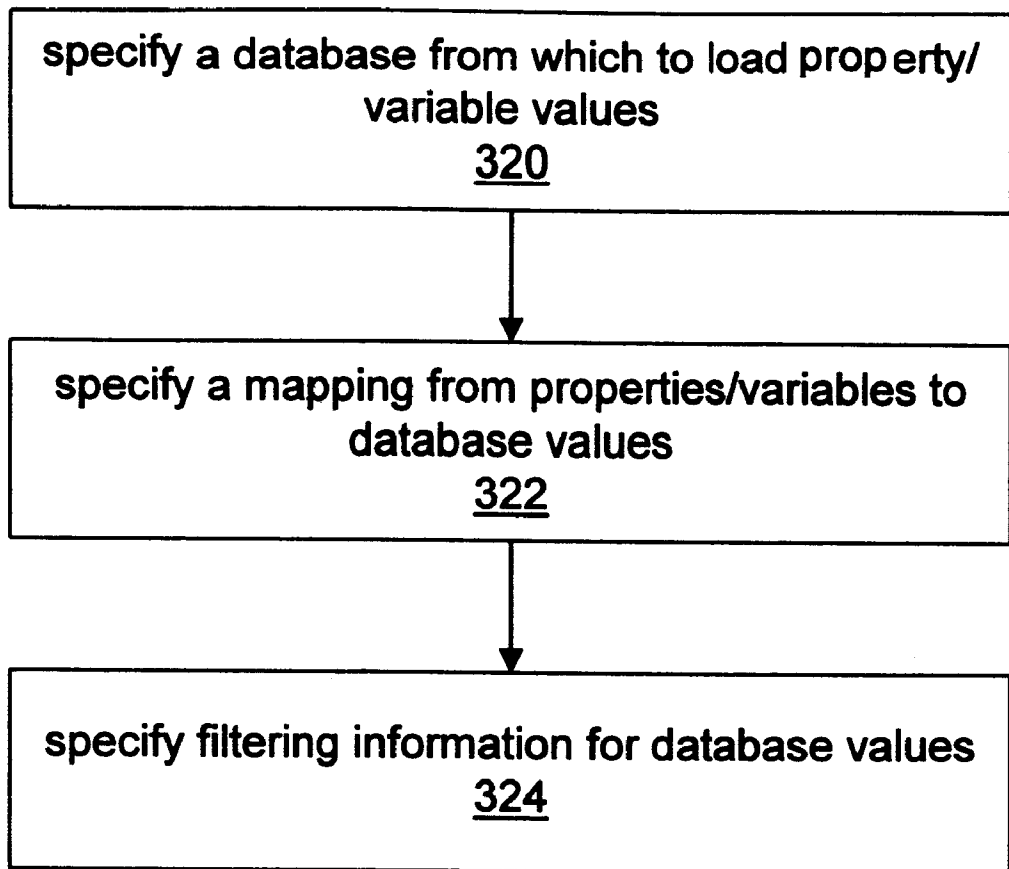 specify a database from which to load property/
variable values
320
specify a mapping from properties/variables to
database values
322
specify filtering information for database values
324